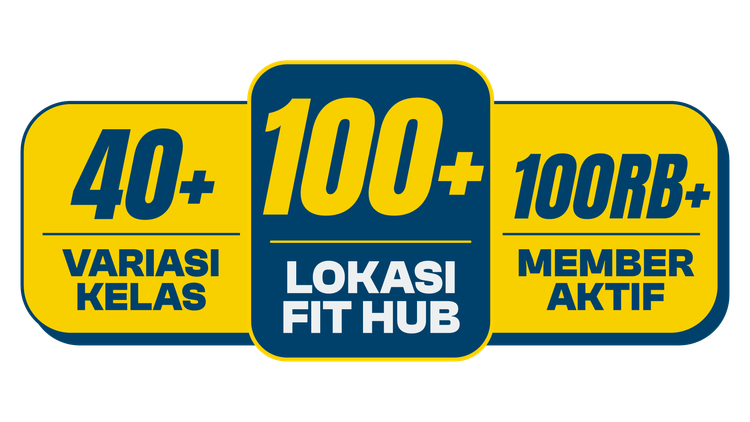 40+
VARIASI
KELAS
100+
LOKASI
FIT HUB
100RB+
MEMBER
AKTIF